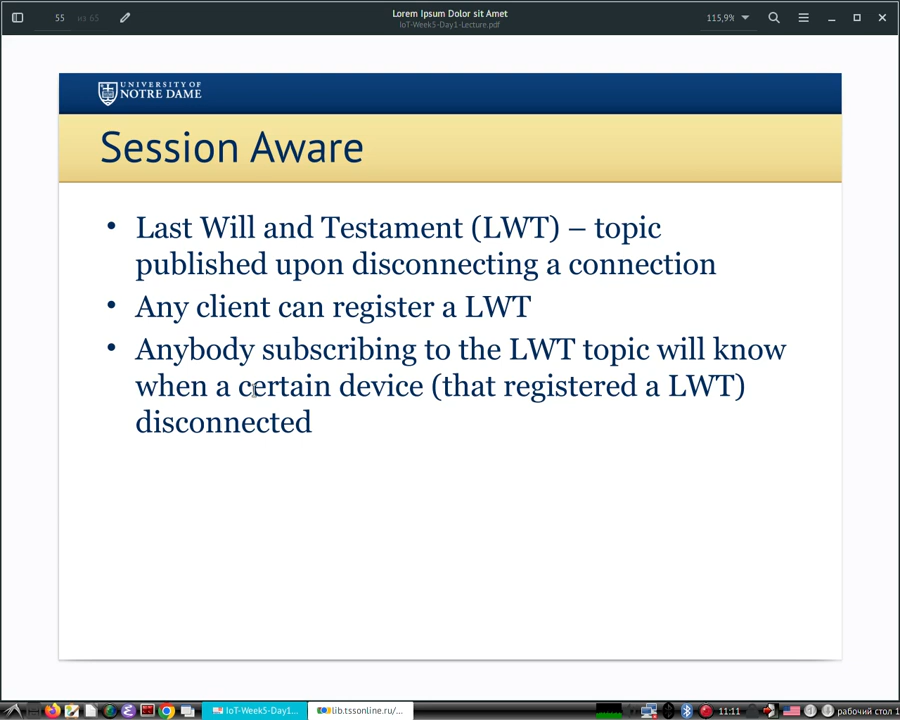 55 из 65
Lorem Ipsum Dolor sit Amet
IoT-Week5-Day1-Lecture.pdf
115,9%
UNIVERSITY OF
NOTRE DAME
Session Aware
• Last Will and Testament (LWT) – topic
published upon disconnecting a connection
• Any client can register a LWT
• Anybody subscribing to the LWT topic will know
when a certain device (that registered a LWT)
disconnected
IoT-Week5-Day1...
lib.tssonline.ru/...
11:11
рабочий стол 1